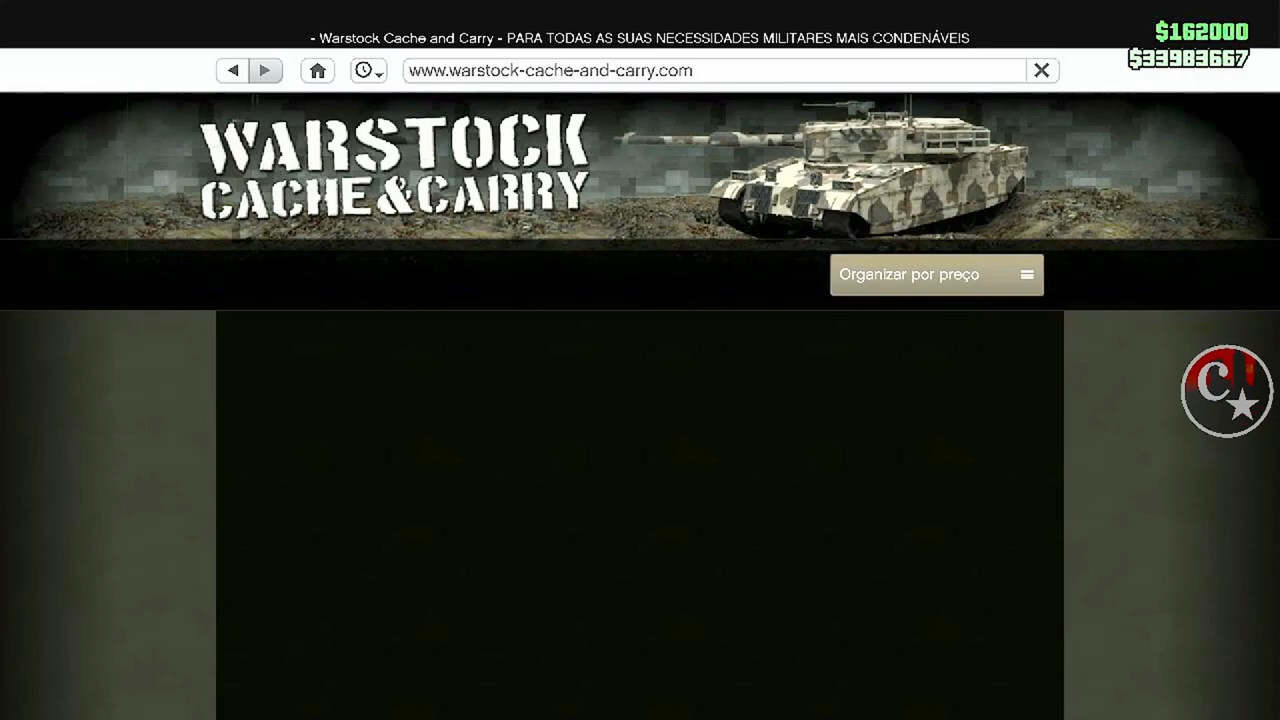 - Warstock Cache and Carry - PARA TODAS AS SUAS NECESSIDADES MILITARES MAIS CONDENÁVEIS
$162000
$33983667
www.warstock-cache-and-carry.com
WARSTOCK
CACHE&CARRY
Organizar por preço
C